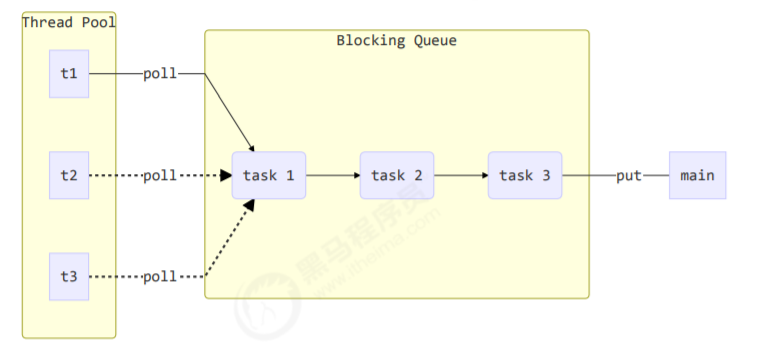 Thread Pool
Blocking Queue
t1
poll
t2
poll
task 1
task 2
task 3
put
main
t3
poll
黑马程序员
www.itheima.com